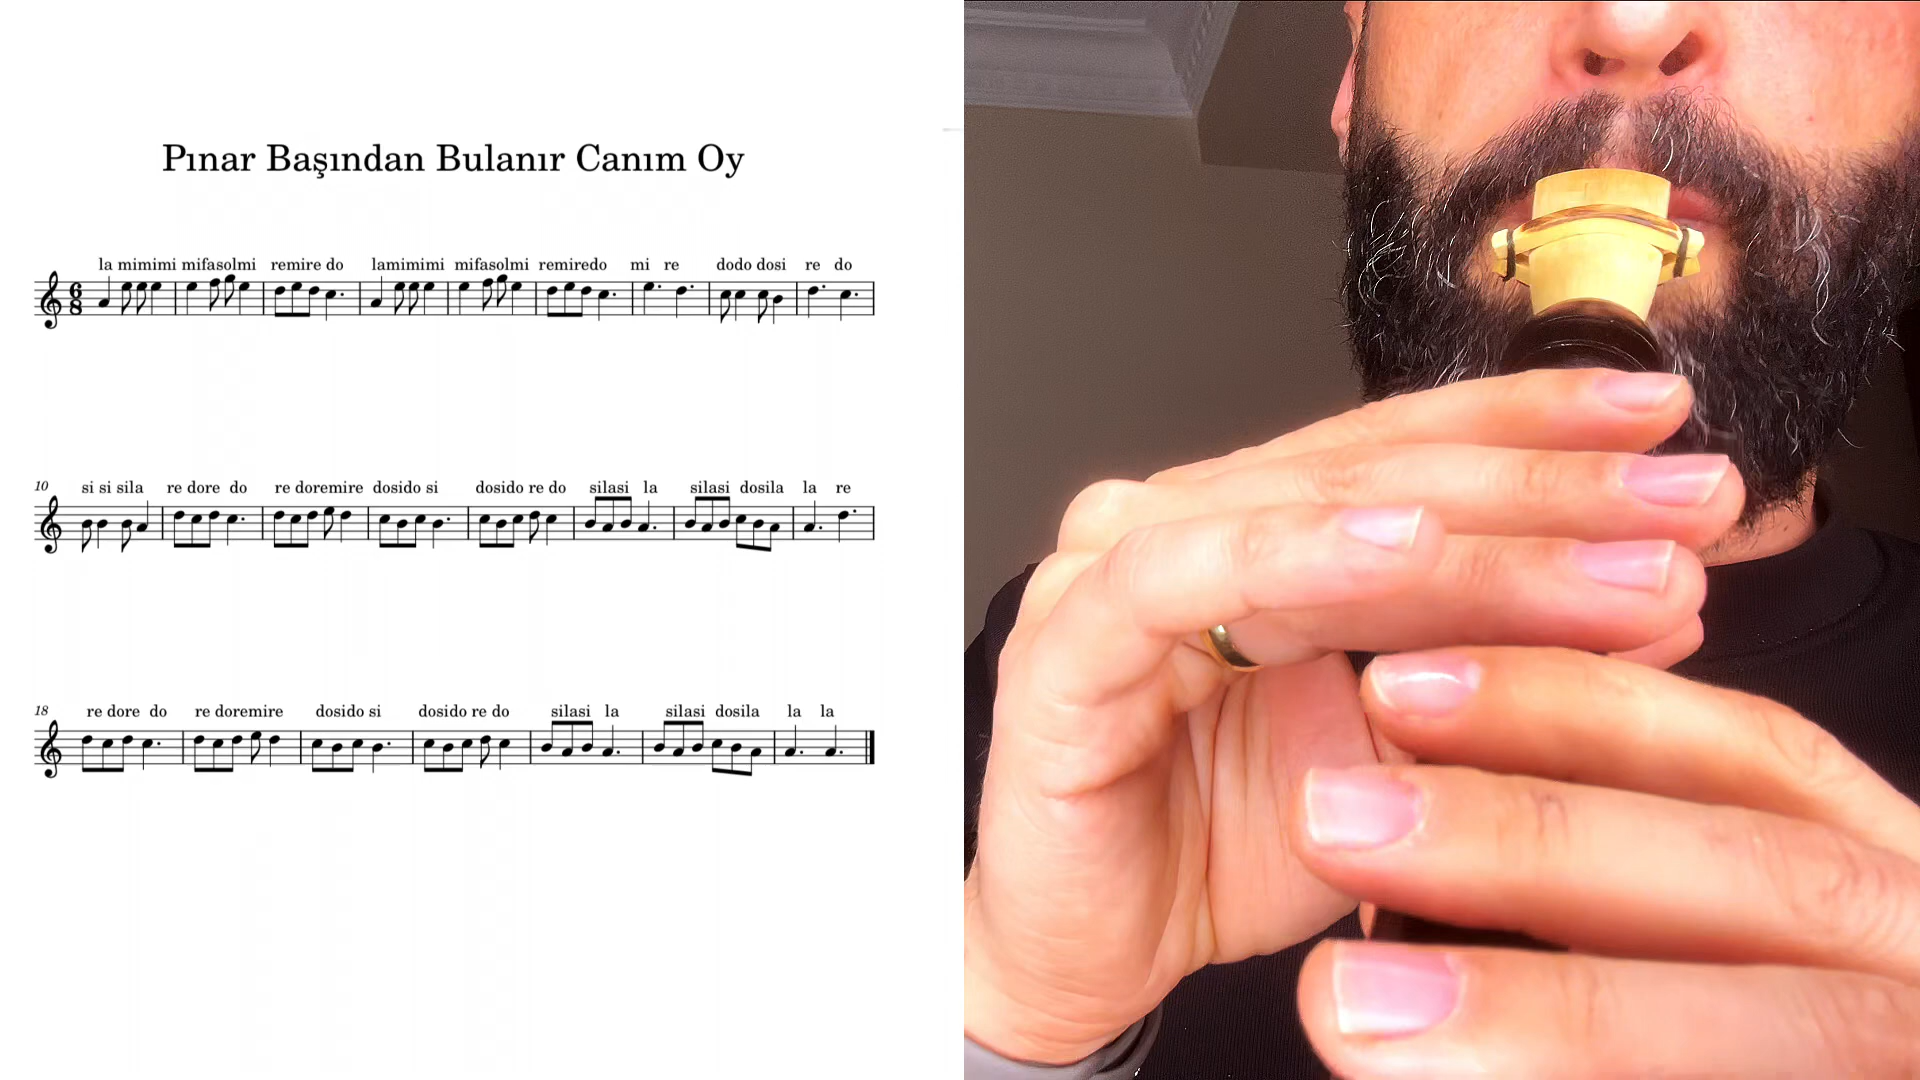 Pınar Başından Bulanır Canım Oy
la mimimi mifasolmi remire do lamimimi mifasolmi remiredo mi re dodo dosi re do
6
8
10
si si sila re dore do re doremire dosido si dosido re do silasi la silasi dosila la re
18
re dore do re doremire dosido si dosido re do silasi la silasi dosila la la